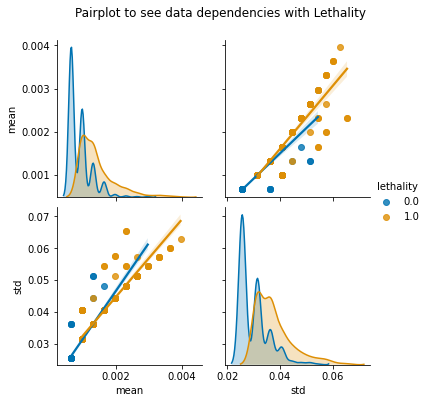 Pairplot to see data dependencies with Lethality
0.004
0.003
0.002
0.001
mean
lethality
0.0
1.0
0.07
0.06
0.05
0.04
0.03
std
0.002
0.004
mean
0.02
0.04
0.06
std